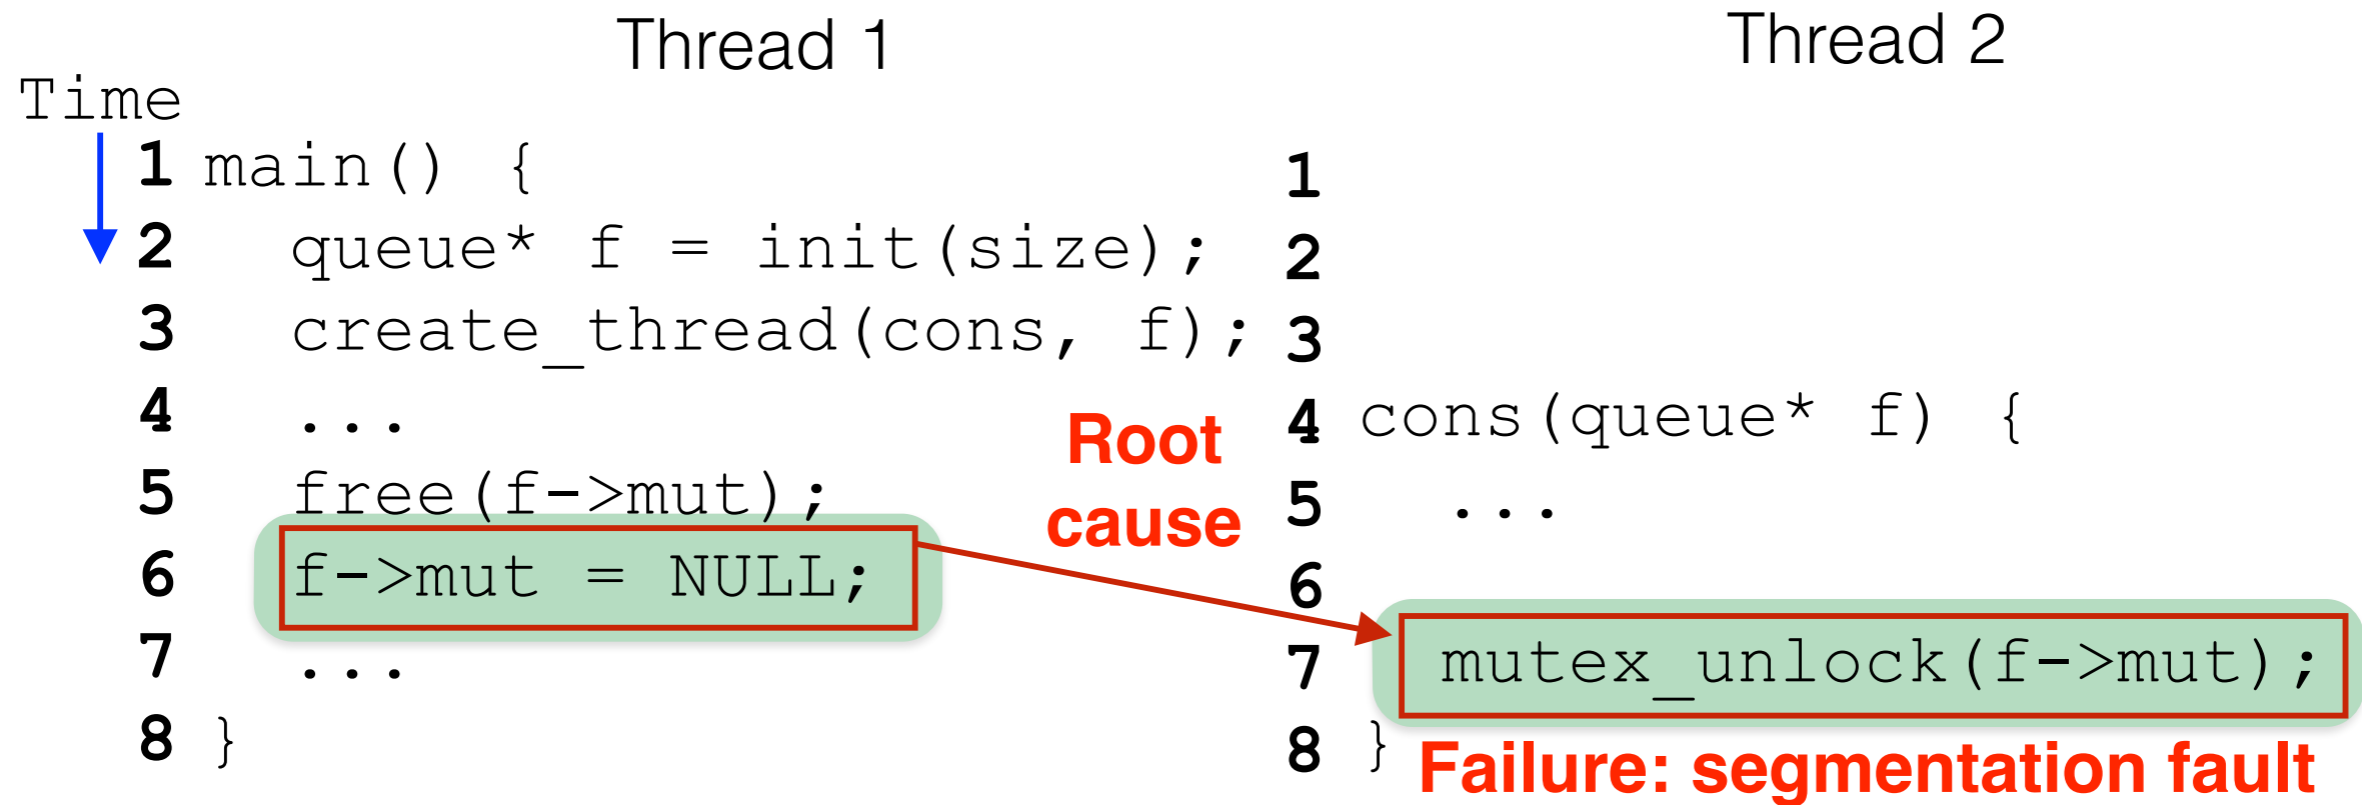 Thread 1
Thread 2
Time
1 main() {
2 queue* f = init(size);
3 create_thread(cons, f);
4 ...
5 free(f->mut);
6 f->mut = NULL;
7 ...
8 }
Root
cause
1
2
3
4 cons(queue* f) {
5 ...
6
7 mutex_unlock(f->mut);
8 }
Failure: segmentation fault